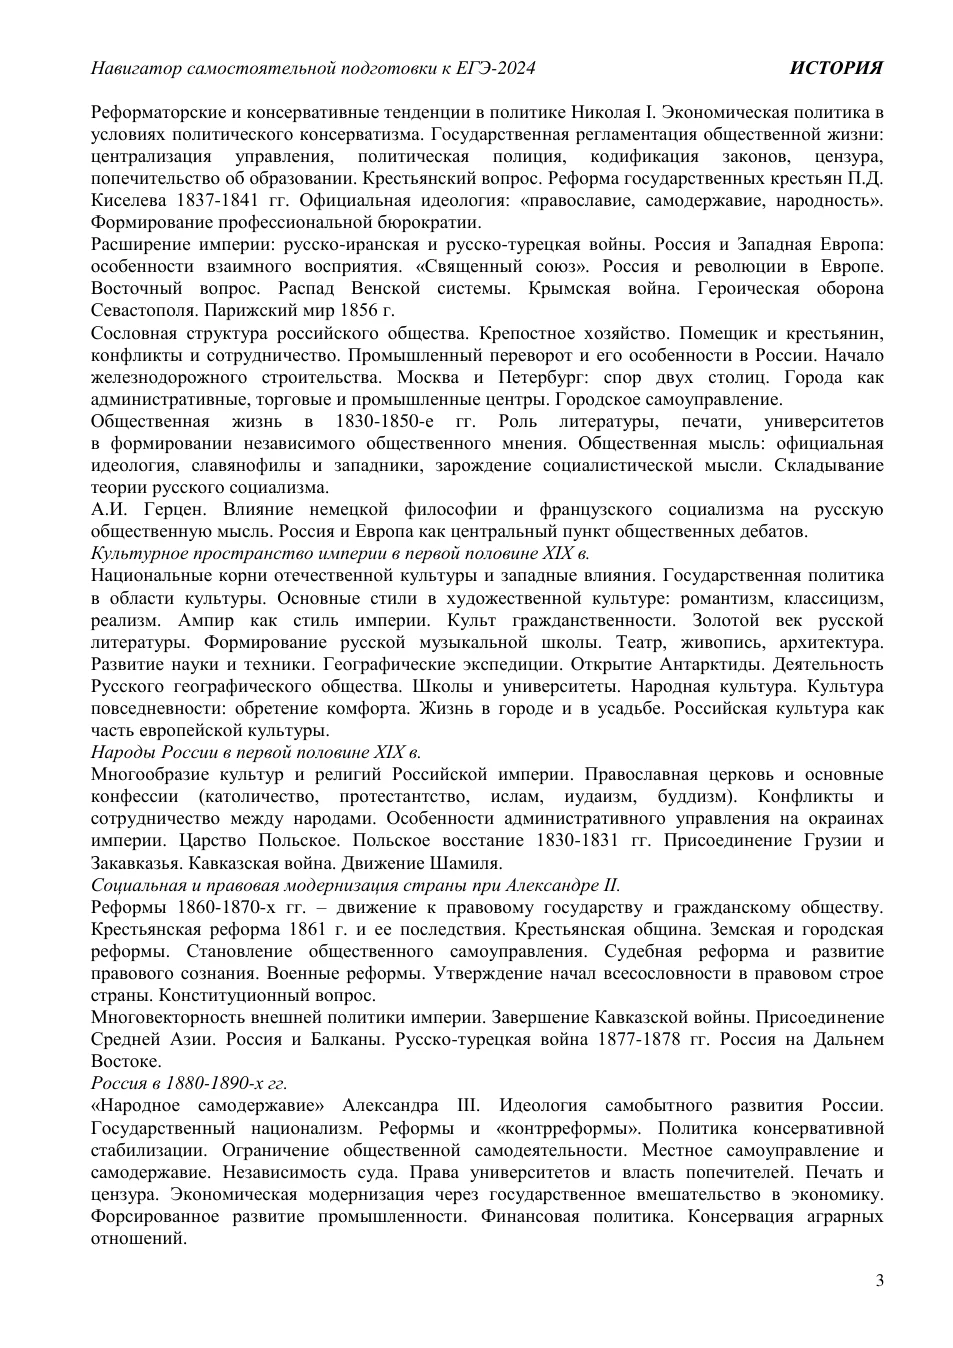 Навигатор самостоятельной подготовки к ЕГЭ-2024 ИСТОРИЯ
Реформаторские и консервативные тенденции в политике Николая I. Экономическая политика в
условиях политического консерватизма. Государственная регламентация общественной жизни:
централизация управления, политическая полиция, кодификация законов, цензура,
попечительство об образовании. Крестьянский вопрос. Реформа государственных крестьян П.Д.
Киселева 1837-1841 гг. Официальная идеология: «православие, самодержавие, народность».
Формирование профессиональной бюрократии.
Расширение империи: русско-иранская и русско-турецкая войны. Россия и Западная Европа:
особенности взаимного восприятия. «Священный союз». Россия и революции в Европе.
Восточный вопрос. Распад Венской системы. Крымская война. Героическая оборона
Севастополя. Парижский мир 1856 г.
Сословная структура российского общества. Крепостное хозяйство. Помещик и крестьянин,
конфликты и сотрудничество. Промышленный переворот и его особенности в России. Начало
железнодорожного строительства. Москва и Петербург: спор двух столиц. Города как
административные, торговые и промышленные центры. Городское самоуправление.
Общественная жизнь в 1830-1850-е гг. Роль литературы, печати, университетов
в формировании независимого общественного мнения. Общественная мысль: официальная
идеология, славянофилы и западники, зарождение социалистической мысли. Складывание
теории русского социализма.
А.И. Герцен. Влияние немецкой философии и французского социализма на русскую
общественную мысль. Россия и Европа как центральный пункт общественных дебатов.
Культурное пространство империи в первой половине XIX в.
Национальные корни отечественной культуры и западные влияния. Государственная политика
в области культуры. Основные стили в художественной культуре: романтизм, классицизм,
реализм. Ампир как стиль империи. Культ гражданственности. Золотой век русской
литературы. Формирование русской музыкальной школы. Театр, живопись, архитектура.
Развитие науки и техники. Географические экспедиции. Открытие Антарктиды. Деятельность
Русского географического общества. Школы и университеты. Народная культура. Культура
повседневности: обретение комфорта. Жизнь в городе и в усадьбе. Российская культура как
часть европейской культуры.
Народы России в первой половине XIX в.
Многообразие культур и религий Российской империи. Православная церковь и основные
конфессии (католичество, протестантство, ислам, иудаизм, буддизм). Конфликты и
сотрудничество между народами. Особенности административного управления на окраинах
империи. Царство Польское. Польское восстание 1830-1831 гг. Присоединение Грузии и
Закавказья. Кавказская война. Движение Шамиля.
Социальная и правовая модернизация страны при Александре II.
Реформы 1860-1870-х гг. – движение к правовому государству и гражданскому обществу.
Крестьянская реформа 1861 г. и ее последствия. Крестьянская община. Земская и городская
реформы. Становление общественного самоуправления. Судебная реформа и развитие
правового сознания. Военные реформы. Утверждение начал всесословности в правовом строе
страны. Конституционный вопрос.
Многовекторность внешней политики империи. Завершение Кавказской войны. Присоединение
Средней Азии. Россия и Балканы. Русско-турецкая война 1877-1878 гг. Россия на Дальнем
Востоке.
Россия в 1880-1890-х гг.
«Народное самодержавие» Александра III. Идеология самобытного развития России.
Государственный национализм. Реформы и «контрреформы». Политика консервативной
стабилизации. Ограничение общественной самодеятельности. Местное самоуправление и
самодержавие. Независимость суда. Права университетов и власть попечителей. Печать и
цензура. Экономическая модернизация через государственное вмешательство в экономику.
Форсированное развитие промышленности. Финансовая политика. Консервация аграрных
отношений.
3